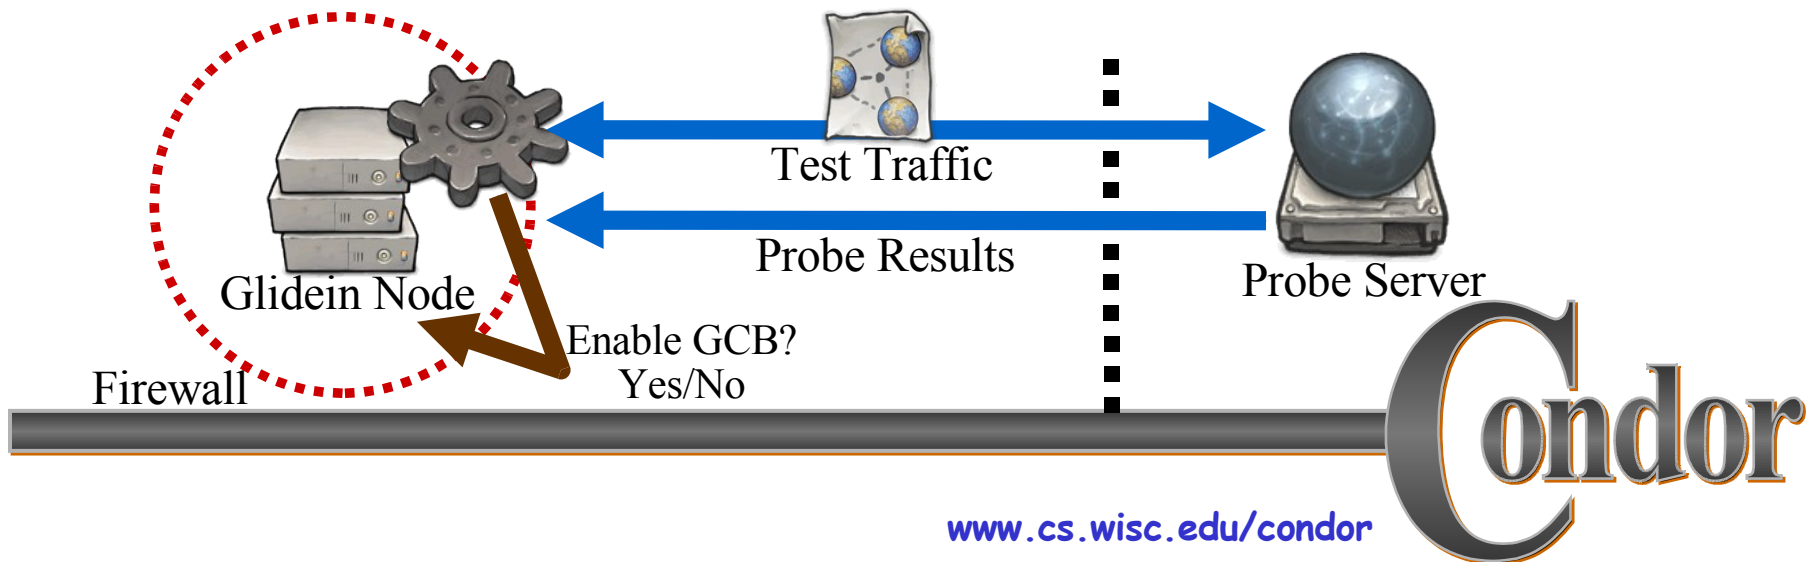 Test Traffic
Probe Results
Glidein Node
Probe Server
Enable GCB?
Yes/No
Firewall
Condor
www.cs.wisc.edu/condor